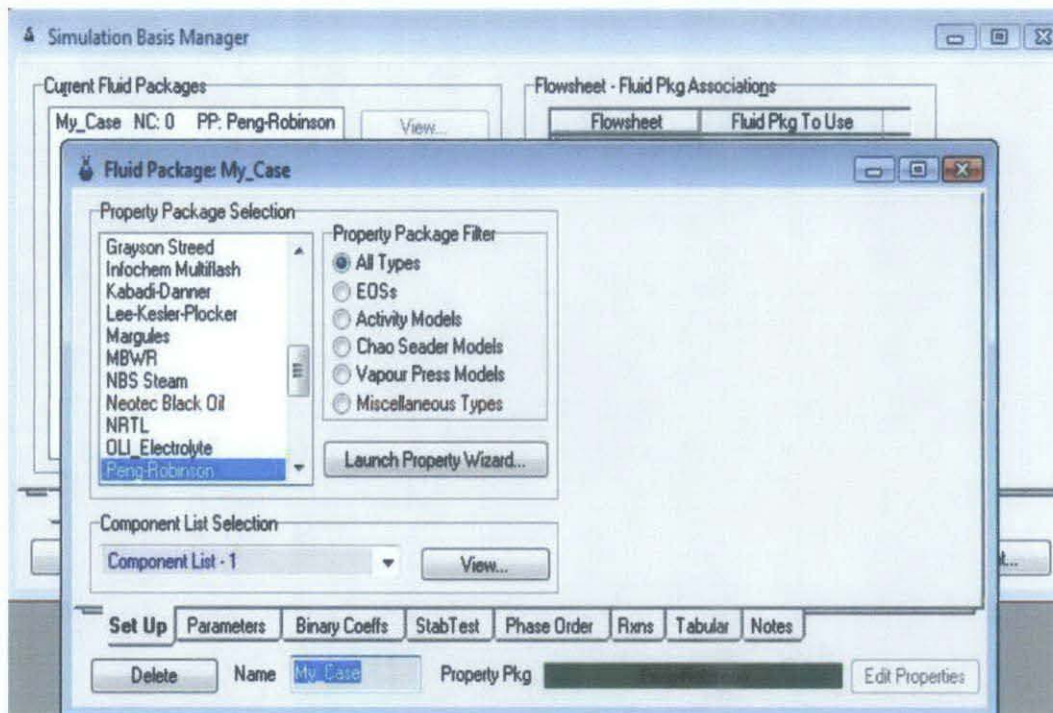 Simulation Basis Manager
Current Fluid Packages
Flowsheet - Fluid Pkg Associations
My_Case NC: 0 PP: Peng-Robinson
View...
Flowsheet
Fluid Pkg To Use
Fluid Package: My_Case
Property Package Selection
Grayson Streed
Infochem Multiflash
Kabadi-Danner
Lee-Kesler-Plocker
Margules
MBWR
NBS Steam
Neotec Black Oil
NRTL
OLI_Electrolyte
Peng-Robinson
Property Package Filter
All Types
EOSs
Activity Models
Chao Seader Models
Vapour Press Models
Miscellaneous Types
Launch Property Wizard...
Component List Selection
Component List - 1
View...
Set Up
Parameters
Binary Coeffs
StabTest
Phase Order
Rxns
Tabular
Notes
Delete
Name
My_Case
Property Pkg
Edit Properties